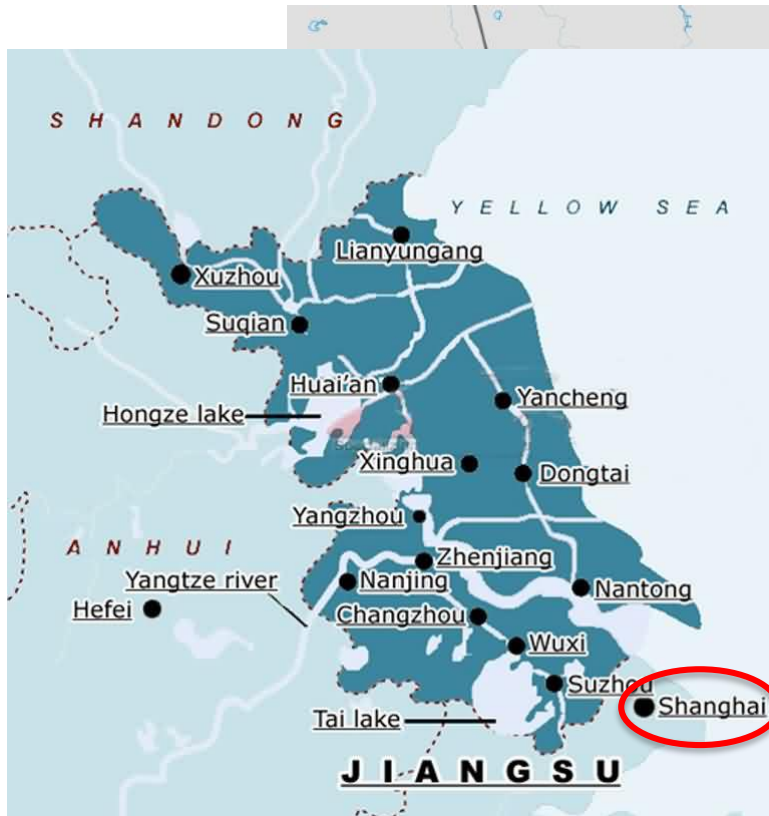 SHANDONG
YELLOW SEA
Lianyungang
Xuzhou
Suqian
Huai'an
Yancheng
Hongze lake
Xinghua
Dongtai
Yangzhou
ANHUI
Zhenjiang
Yangtze river
Nanjing
Nantong
Hefei
Changzhou
Wuxi
Suzhou
Shanghai
Tai lake
JIANGSU